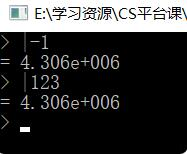 E:\学习资源\CS平台课\
> |-1
= 4.306e+006
> |123
= 4.306e+006
>